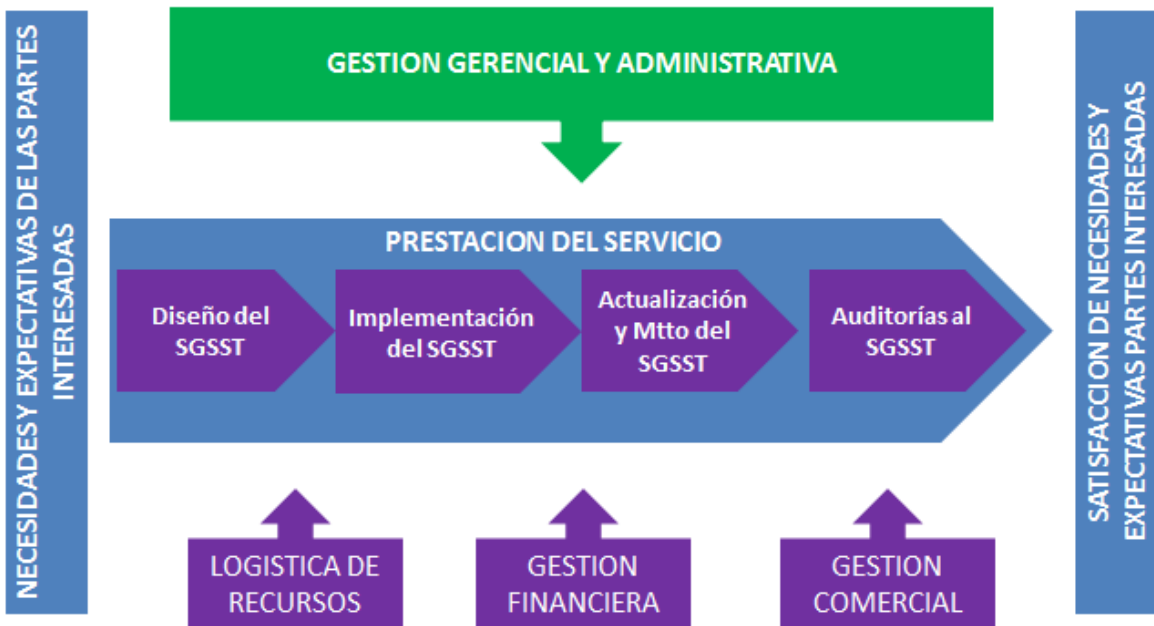 NECESIDADES Y EXPECTATIVAS DE LAS PARTES
INTERESADAS
GESTION GERENCIAL Y ADMINISTRATIVA
PRESTACION DEL SERVICIO
Diseño del
SGSST
Implementación
del SGSST
Actualización
y Mtto del
SGSST
Auditorías al
SGSST
LOGISTICA DE
RECURSOS
GESTION
FINANCIERA
GESTION
COMERCIAL
SATISFACCION DE NECESIDADES Y
EXPECTATIVAS PARTES INTERESADAS